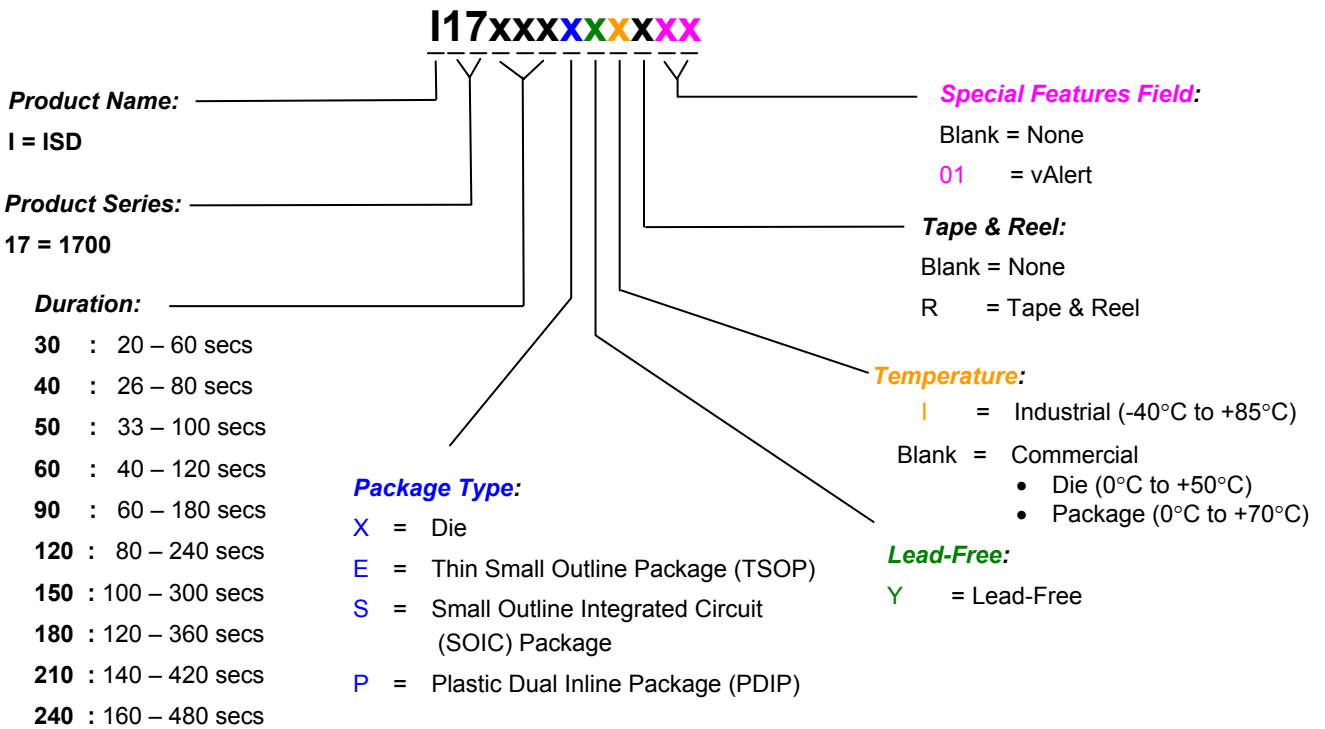 I17xxxxxxxxx
Product Name:
I = ISD
Product Series:
17 = 1700
Duration:
30 : 20 – 60 secs
40 : 26 – 80 secs
50 : 33 – 100 secs
60 : 40 – 120 secs
90 : 60 – 180 secs
120 : 80 – 240 secs
150 : 100 – 300 secs
180 : 120 – 360 secs
210 : 140 – 420 secs
240 : 160 – 480 secs
Package Type:
X = Die
E = Thin Small Outline Package (TSOP)
S = Small Outline Integrated Circuit
(SOIC) Package
P = Plastic Dual Inline Package (PDIP)
Special Features Field:
Blank = None
01 = vAlert
Tape & Reel:
Blank = None
R = Tape & Reel
Temperature:
I = Industrial (-40°C to +85°C)
Blank = Commercial
• Die (0°C to +50°C)
• Package (0°C to +70°C)
Lead-Free:
Y = Lead-Free